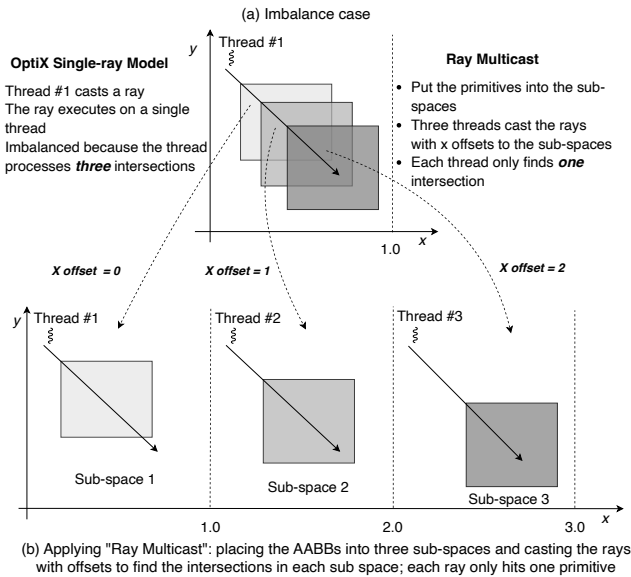 (a) Imbalance case
OptiX Single-ray Model
Thread #1 casts a ray
The ray executes on a single
thread
Imbalanced because the thread
processes three intersections
y
Thread #1
1.0
x
Ray Multicast
• Put the primitives into the sub-
spaces
• Three threads cast the rays
with x offsets to the sub-spaces
• Each thread only finds one
intersection
X offset = 0
X offset = 1
X offset = 2
y
Thread #1
Thread #2
Thread #3
Sub-space 1
Sub-space 2
Sub-space 3
1.0
2.0
3.0
x
(b) Applying "Ray Multicast": placing the AABBs into three sub-spaces and casting the rays
with offsets to find the intersections in each sub space; each ray only hits one primitive